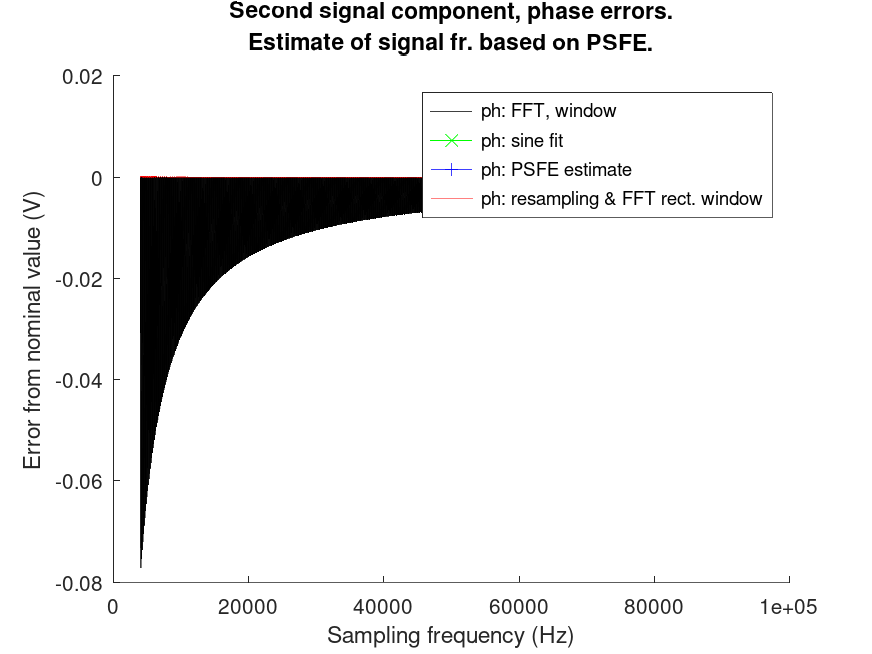 Second signal component, phase errors.
Estimate of signal fr. based on PSFE.
0.02
0
-0.02
-0.04
-0.06
-0.08
Error from nominal value (V)
ph: FFT, window
ph: sine fit
ph: PSFE estimate
ph: resampling & FFT rect. window
0
20000
40000
60000
80000
1e+05
Sampling frequency (Hz)